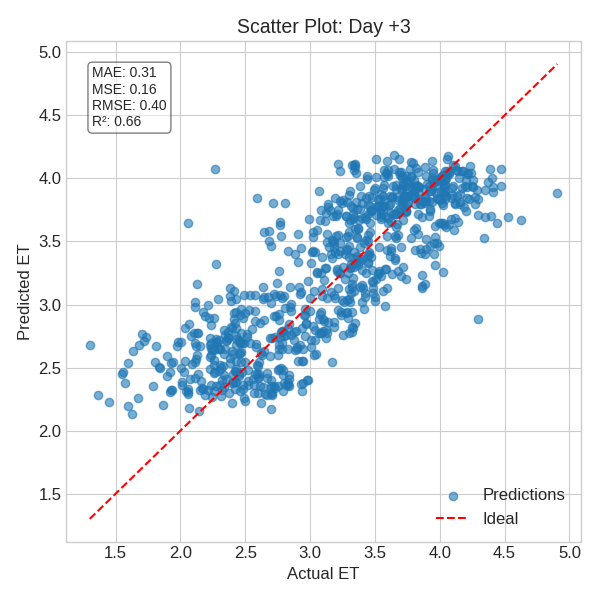 Scatter Plot: Day +3
MAE: 0.31
MSE: 0.16
RMSE: 0.40
R²: 0.66
Predicted ET
5.0
4.5
4.0
3.5
3.0
2.5
2.0
1.5
Predictions
Ideal
1.5 2.0 2.5 3.0 3.5 4.0 4.5 5.0
Actual ET